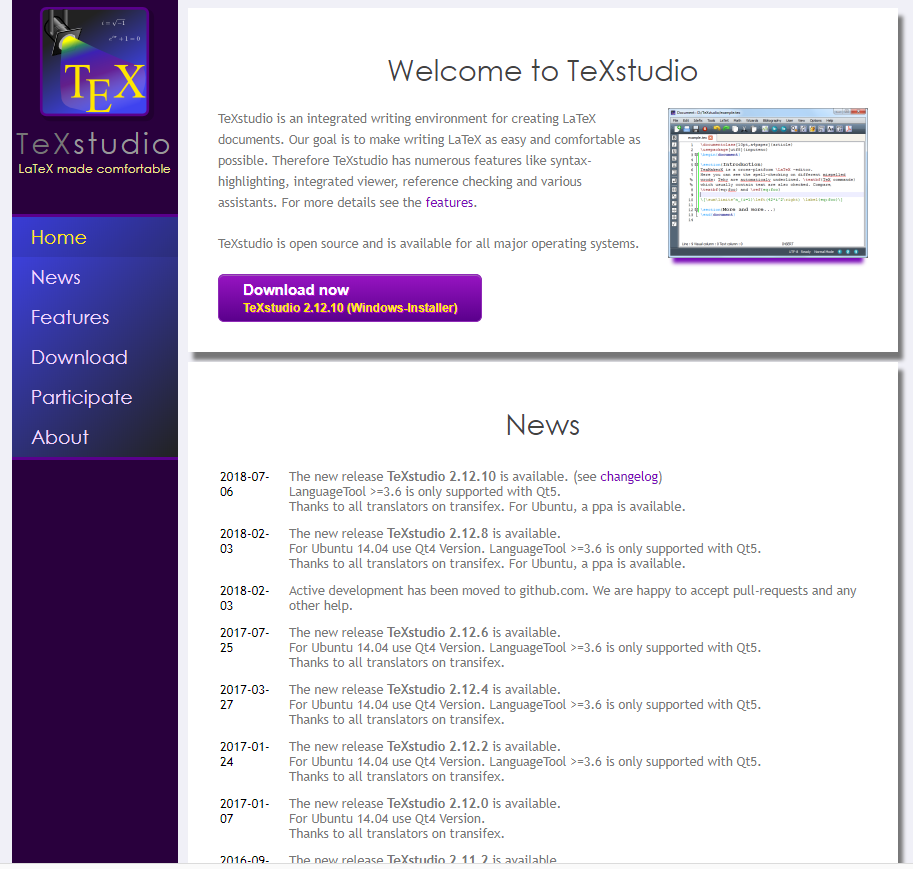 i = √-1
e^iπ + 1 = 0
TEX
TeXstudio
LaTeX made comfortable
Home
News
Features
Download
Participate
About
Welcome to TeXstudio
TeXstudio is an integrated writing environment for creating LaTeX
documents. Our goal is to make writing LaTeX as easy and comfortable as
possible. Therefore TeXstudio has numerous features like syntax-
highlighting, integrated viewer, reference checking and various
assistants. For more details see the features.
TeXstudio is open source and is available for all major operating systems.
Download now
TeXstudio 2.12.10 (Windows-Installer)
\begin{document}
\section{Introduction}
\section{More and more...}
\end{document}
News
2018-07-
06
The new release TeXstudio 2.12.10 is available. (see changelog)
LanguageTool >=3.6 is only supported with Qt5.
Thanks to all translators on transifex. For Ubuntu, a ppa is available.
2018-02-
03
The new release TeXstudio 2.12.8 is available.
For Ubuntu 14.04 use Qt4 Version. LanguageTool >=3.6 is only supported with Qt5.
Thanks to all translators on transifex. For Ubuntu, a ppa is available.
2018-02-
03
Active development has been moved to github.com. We are happy to accept pull-requests and any
other help.
2017-07-
25
The new release TeXstudio 2.12.6 is available.
For Ubuntu 14.04 use Qt4 Version. LanguageTool >=3.6 is only supported with Qt5.
Thanks to all translators on transifex.
2017-03-
27
The new release TeXstudio 2.12.4 is available.
For Ubuntu 14.04 use Qt4 Version. LanguageTool >=3.6 is only supported with Qt5.
Thanks to all translators on transifex.
2017-01-
24
The new release TeXstudio 2.12.2 is available.
For Ubuntu 14.04 use Qt4 Version. LanguageTool >=3.6 is only supported with Qt5.
Thanks to all translators on transifex.
2017-01-
07
The new release TeXstudio 2.12.0 is available.
For Ubuntu 14.04 use Qt4 Version.
Thanks to all translators on transifex.
2016-09-
The new release TeXstudio 2.11.2 is available.